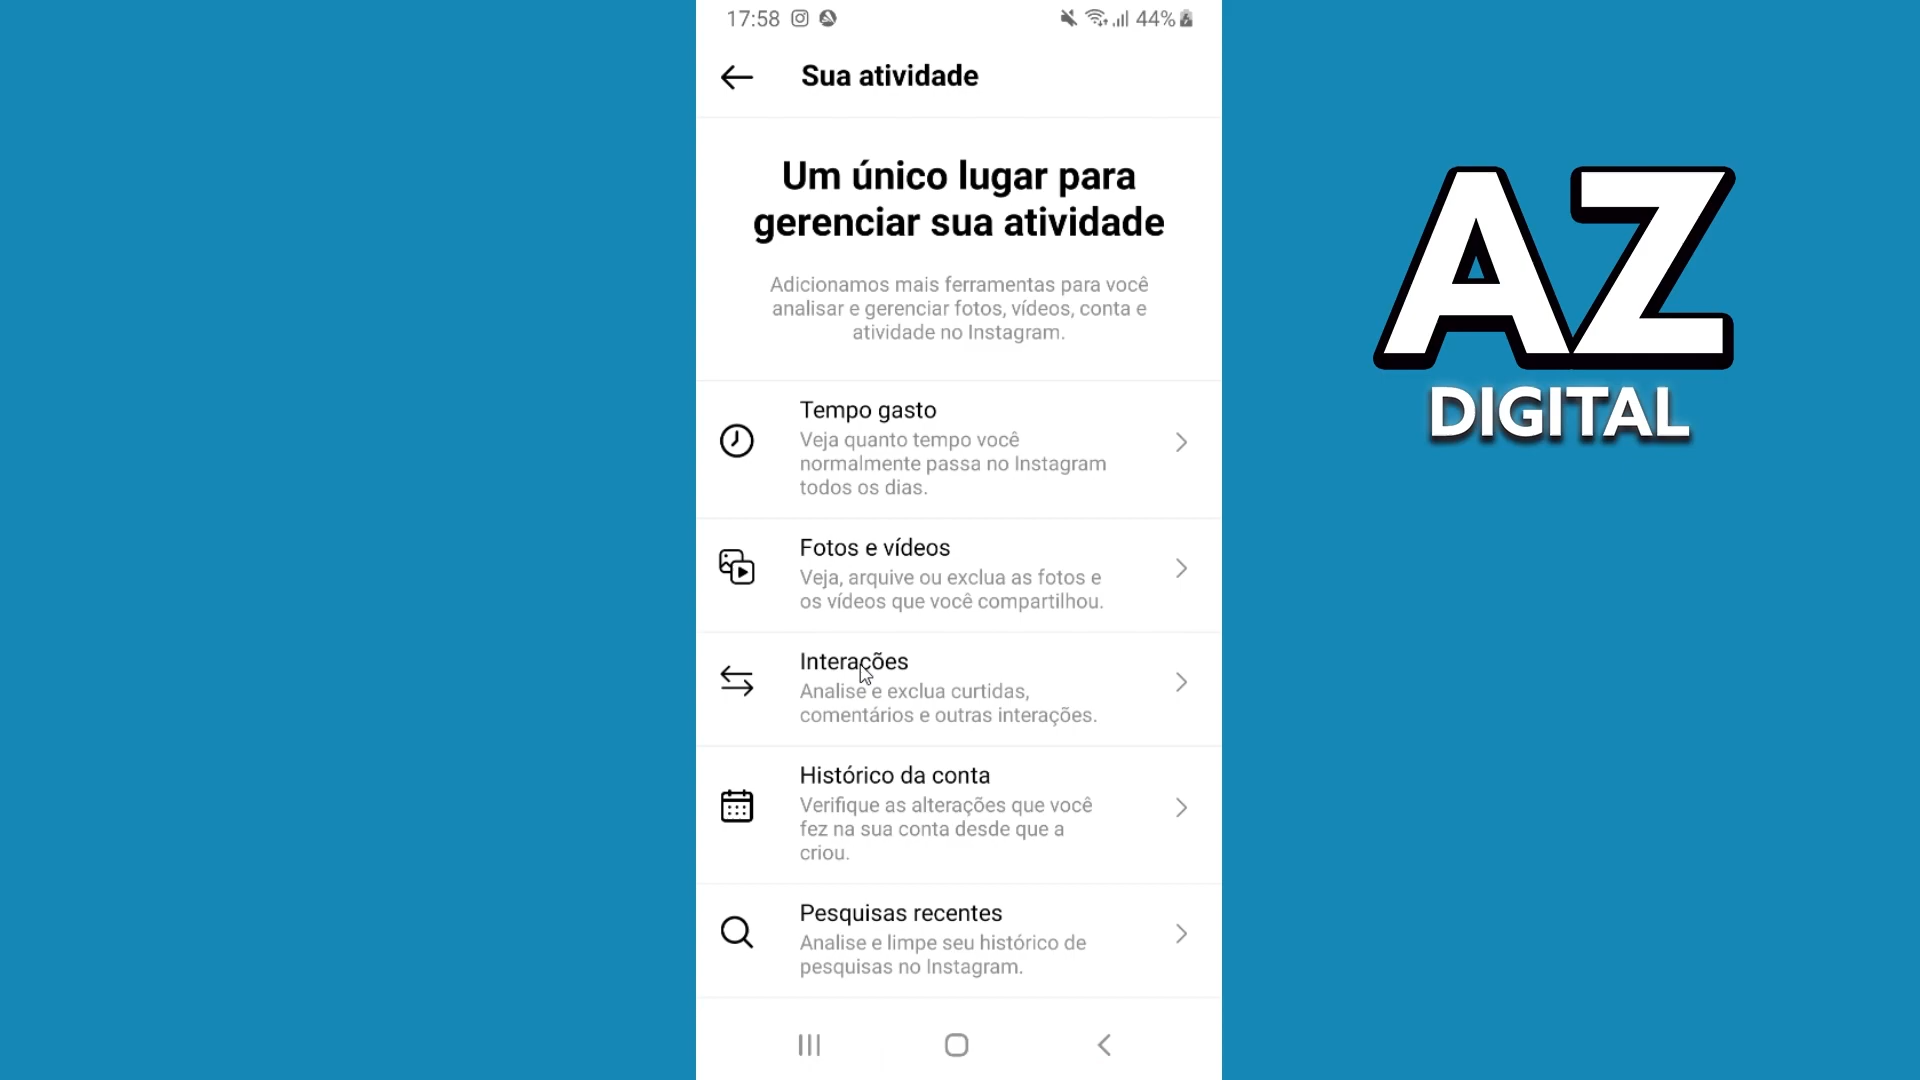 17:58
44%
Sua atividade
Um único lugar para
gerenciar sua atividade
Adicionamos mais ferramentas para você
analisar e gerenciar fotos, vídeos, conta e
atividade no Instagram.
Tempo gasto
Veja quanto tempo você
normalmente passa no Instagram
todos os dias.
Fotos e vídeos
Veja, arquive ou exclua as fotos e
os vídeos que você compartilhou.
Interações
Analise e exclua curtidas,
comentários e outras interações.
Histórico da conta
Verifique as alterações que você
fez na sua conta desde que a
criou.
Pesquisas recentes
Analise e limpe seu histórico de
pesquisas no Instagram.
AZ
DIGITAL